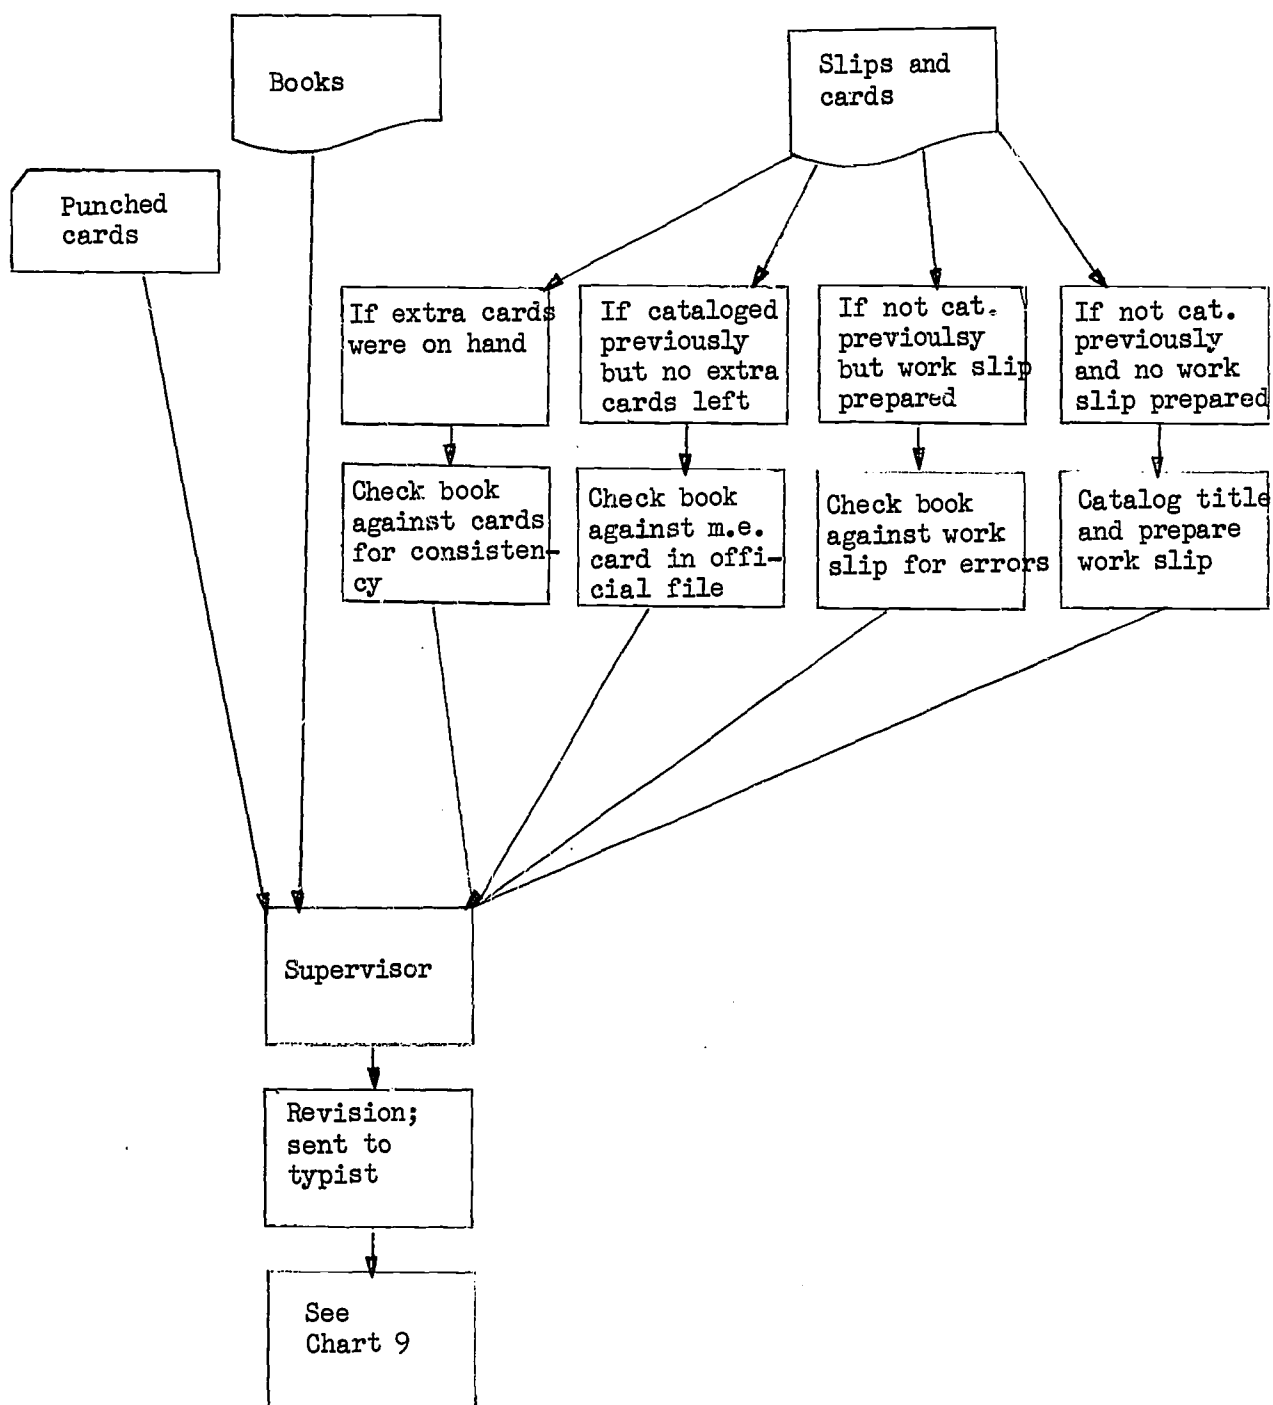 Books
Slips and
cards
Punched
cards
If extra cards
were on hand
If cataloged
previously
but no extra
cards left
If not cat.
previoulsy
but work slip
prepared
If not cat.
previously
and no work
slip prepared
Check book
against cards
for consisten-
cy
Check book
against m.e.
card in offi-
cial file
Check book
against work
slip for errors
Catalog title
and prepare
work slip
Supervisor
Revision;
sent to
typist
See
Chart 9